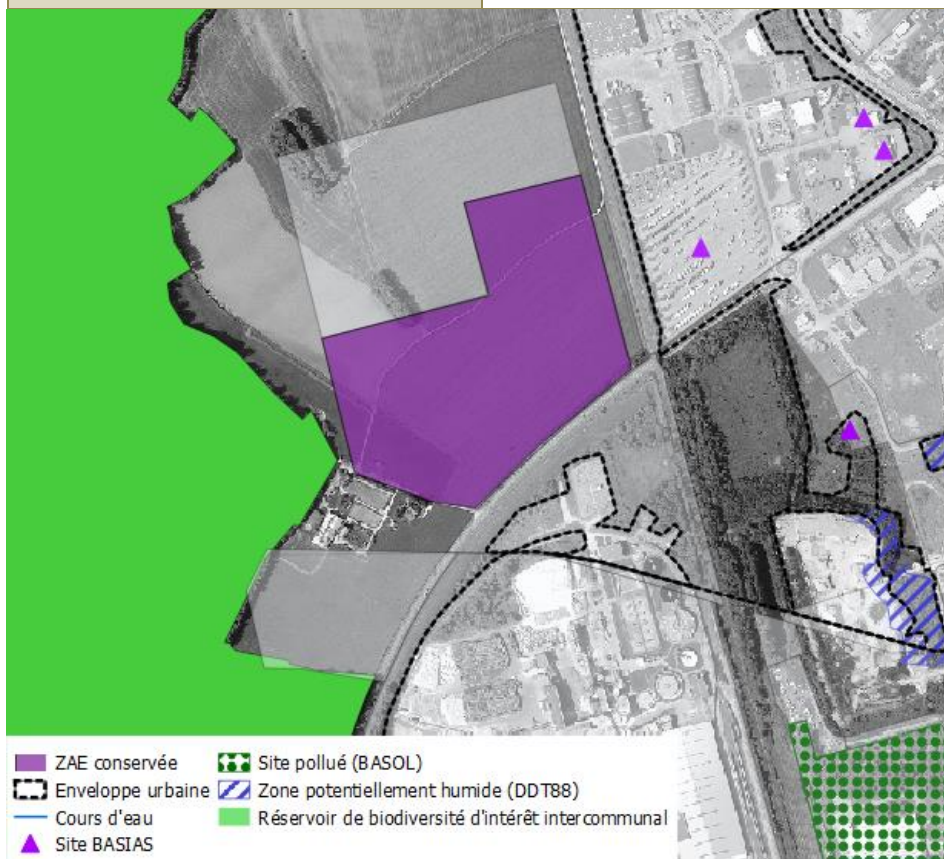 ZAE conservée
Enveloppe urbaine
Cours d'eau
Site BASIAS
Site pollué (BASOL)
Zone potentiellement humide (DDT88)
Réservoir de biodiversité d'intérêt intercommunal